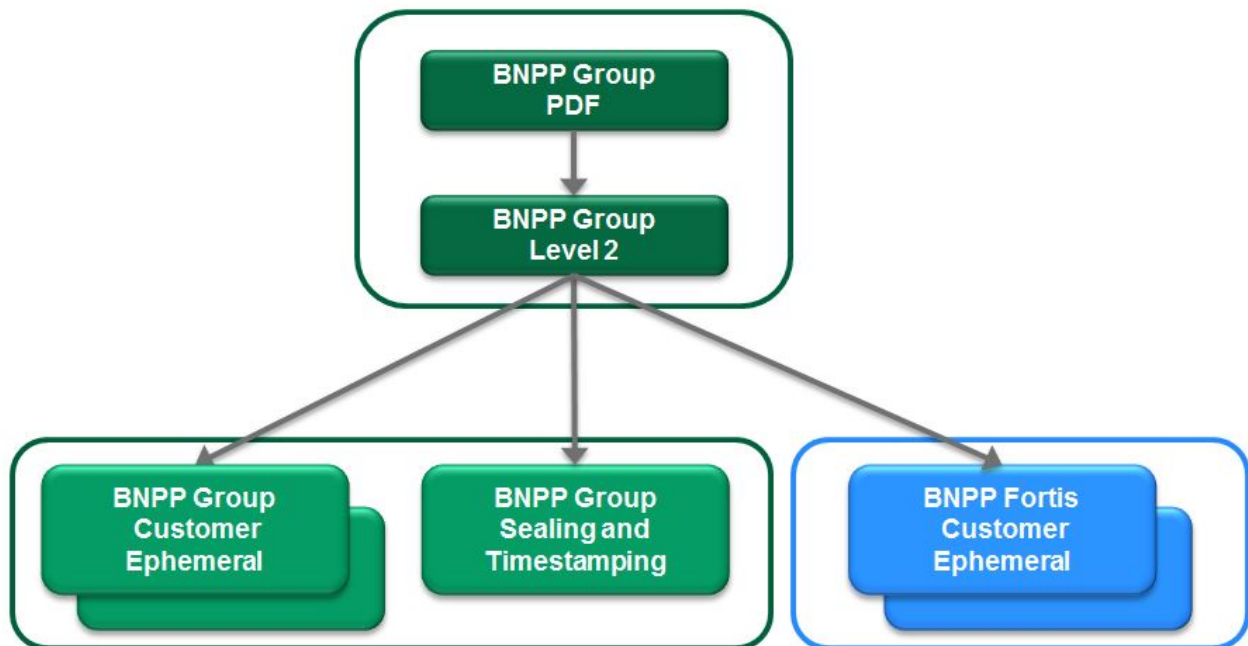 BNPP Group
PDF
BNPP Group
Level 2
BNPP Group
Customer
Ephemeral
BNPP Group
Sealing and
Timestamping
BNPP Fortis
Customer
Ephemeral